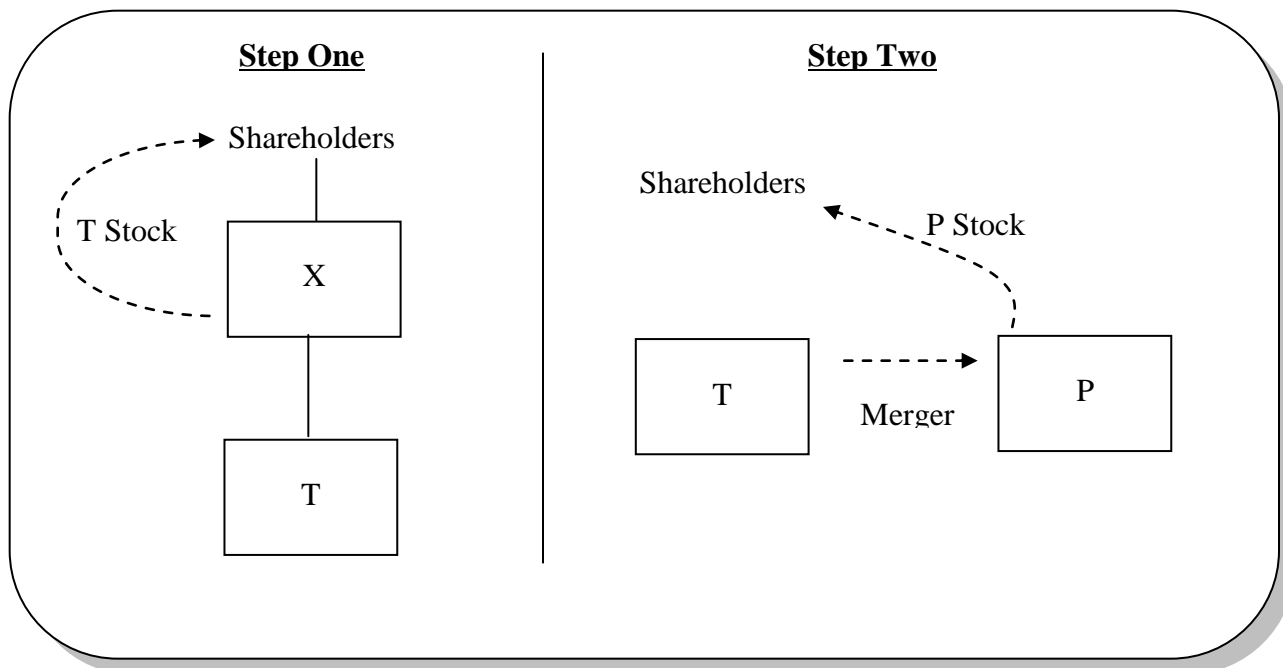 Step One
Shareholders
T Stock
X
T
Step Two
Shareholders
P Stock
T
P
Merger